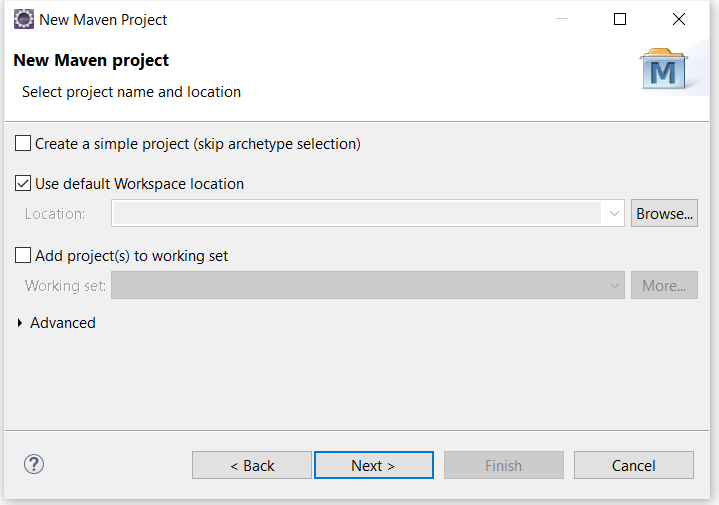 New Maven Project
New Maven project
Select project name and location
M
Create a simple project (skip archetype selection)
Use default Workspace location
Location:
Browse...
Add project(s) to working set
Working set:
More...
Advanced
?
< Back
Next >
Finish
Cancel